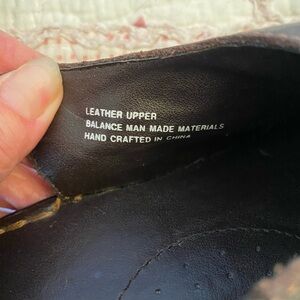 LEATHER UPPER
BALANCE MAN MADE MATERIALS
HAND CRAFTED IN CHINA